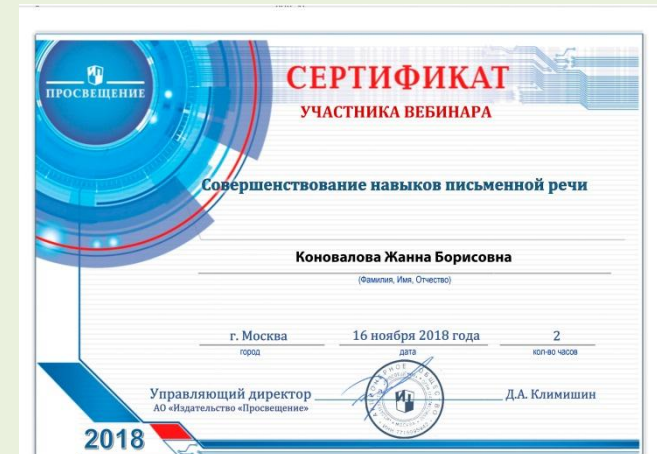 ПРОСВЕЩЕНИЕ
СЕРТИФИКАТ
УЧАСТНИКА ВЕБИНАРА
Совершенствование навыков письменной речи
Коновалова Жанна Борисовна
(Фамилия, Имя, Отчество)
г. Москва 16 ноября 2018 года 2
город дата кол-во часов
Управляющий директор Д.А. Климишин
АО «Издательство «Просвещение»
2018